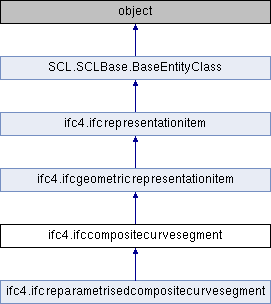 object
SCL.SCLBase.BaseEntityClass
ifc4.ifcrepresentationitem
ifc4.ifcgeometricrepresentationitem
ifc4.ifccompositecurvesegment
ifc4.ifcreparametrisedcompositecurvesegment